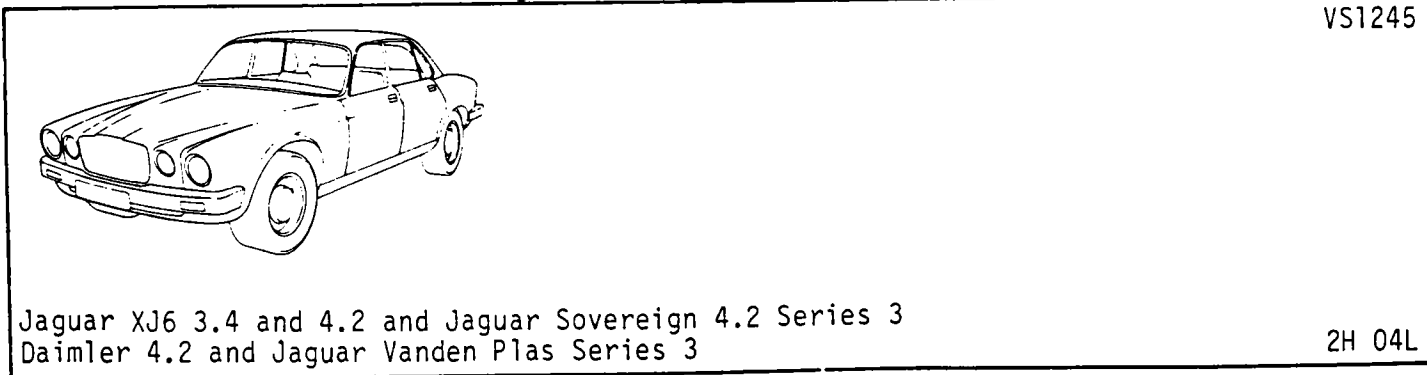 VS1245
Jaguar XJ6 3.4 and 4.2 and Jaguar Sovereign 4.2 Series 3
Daimler 4.2 and Jaguar Vanden Plas Series 3
2H 04L